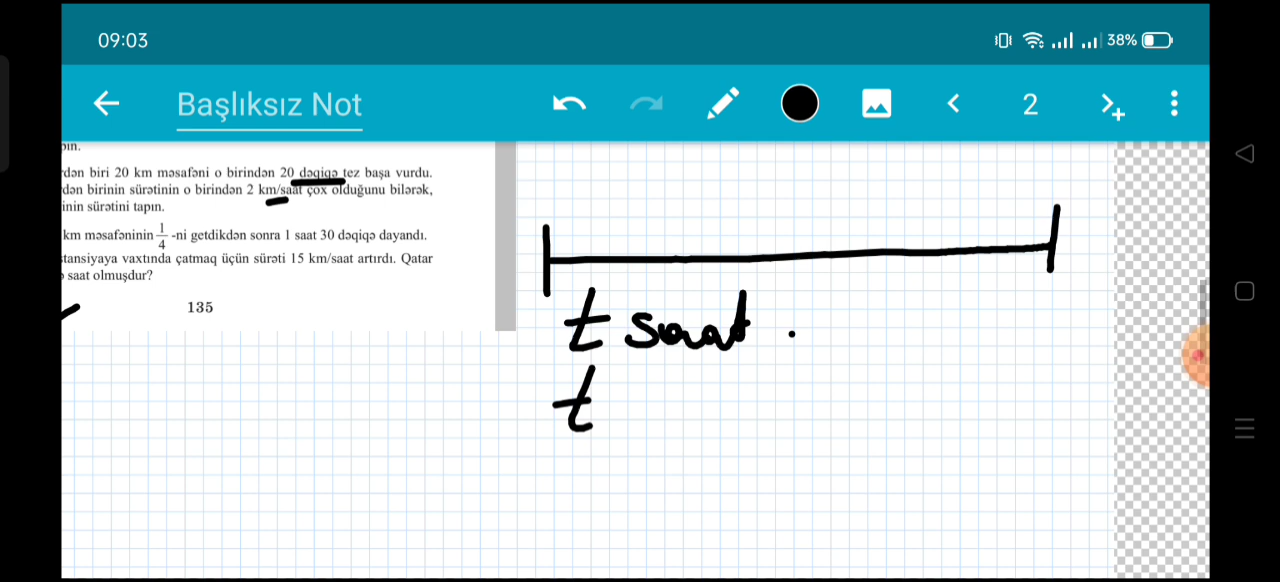 09:03
38%
Başlıksız Not
2
dən biri 20 km məsafəni o birindən 20 dəqiqə tez başa vurdu.
dən birinin sürətinin o birindən 2 km/saat çox olduğunu bilərək,
inin sürətini tapın.
km məsafəninin 1/4 -ni getdikdən sonra 1 saat 30 dəqiqə dayandı.
tansiyaya vaxtında çatmaq üçün sürəti 15 km/saat artırdı. Qatar
saat olmuşdur?
135
t saat .
t